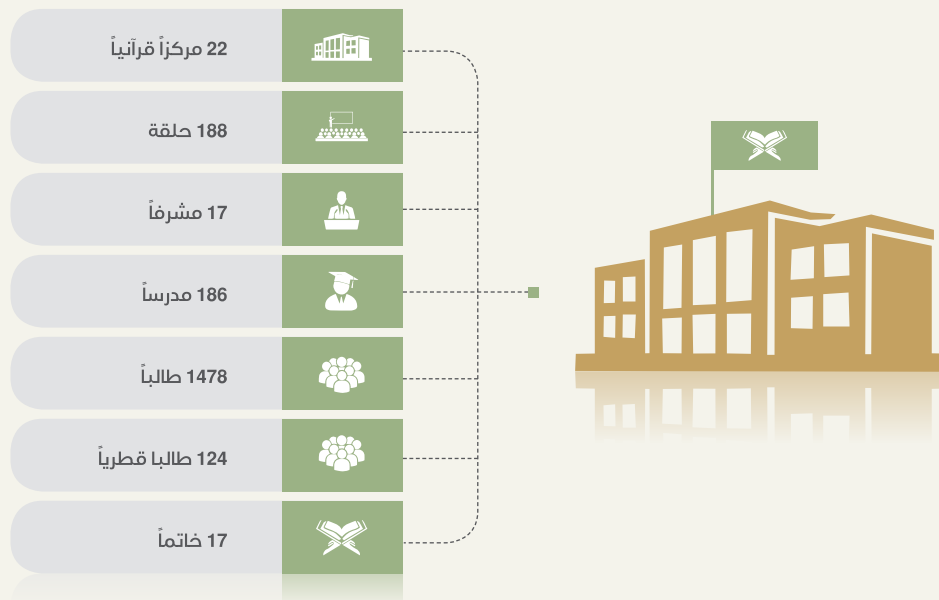 22 مركزاً قرآنياً
188 حلقة
17 مشرفاً
186 مدرساً
1478 طالباً
124 طالبا قطرياً
17 خاتماً